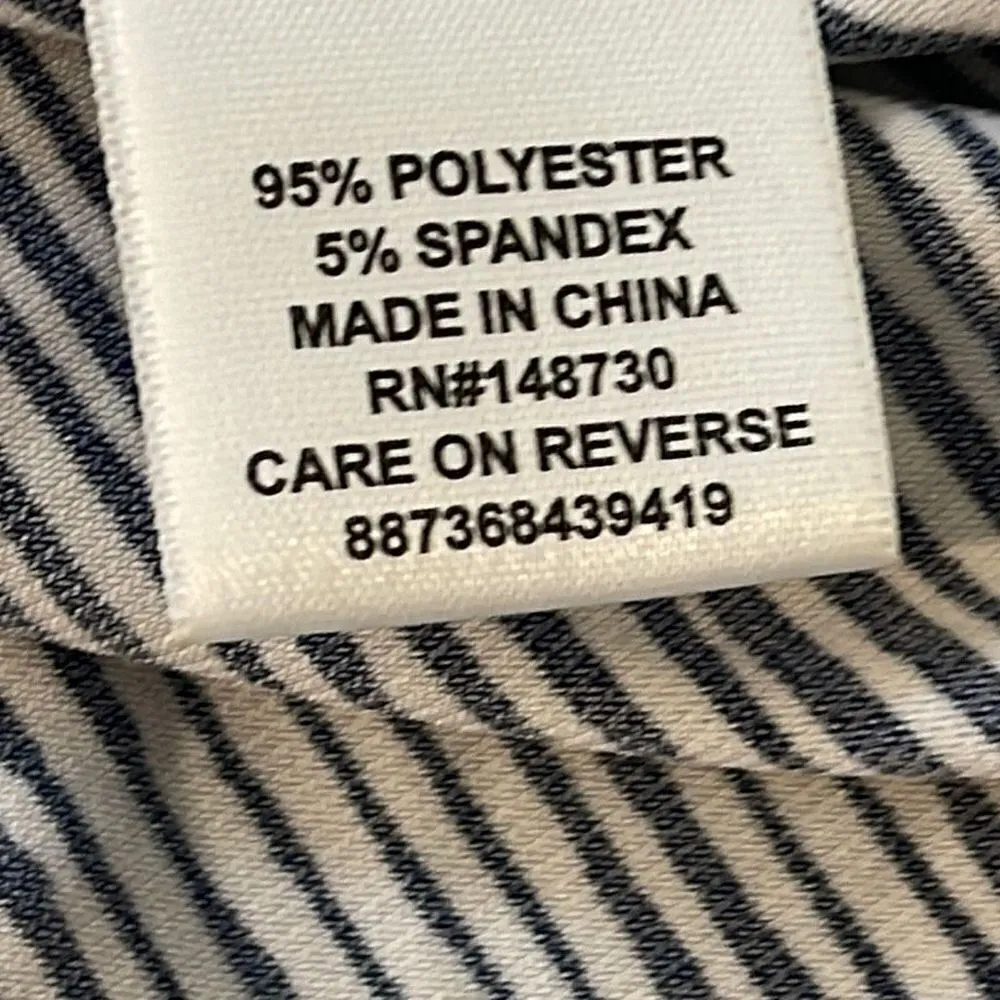 95% POLYESTER
5% SPANDEX
MADE IN CHINA
RN#148730
CARE ON REVERSE
887368439419